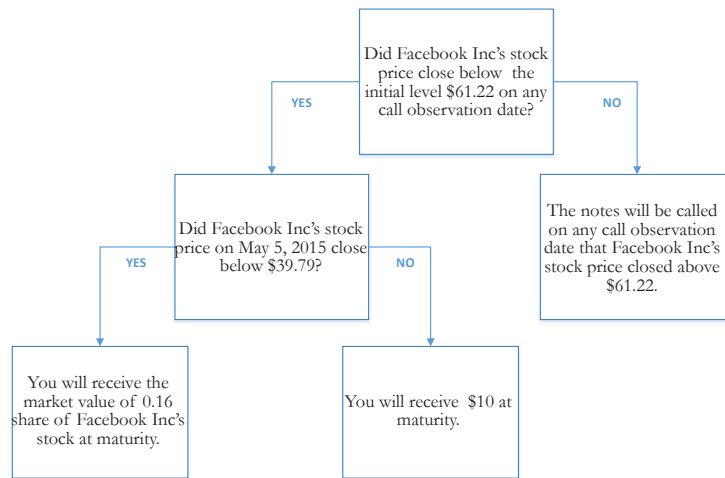 Did Facebook Inc's stock
price close below the
initial level $61.22 on any
call observation date?
YES
NO
Did Facebook Inc's stock
price on May 5, 2015 close
below $39.79?
The notes will be called
on any call observation
date that Facebook Inc's
stock price closed above
$61.22.
YES
NO
You will receive the
market value of 0.16
share of Facebook Inc's
stock at maturity.
You will receive $10 at
maturity.